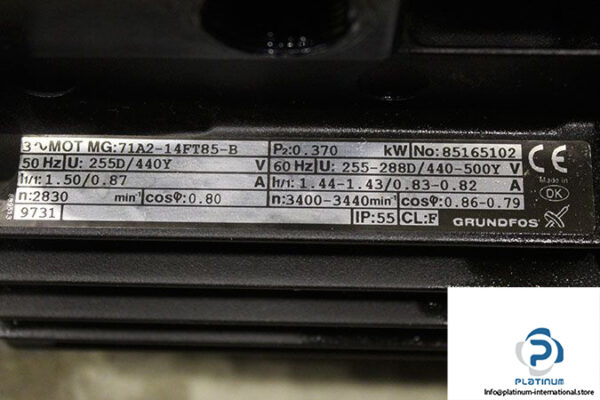 3∿MOT MG:71A2-14FT85-B P₂:0.370 kW No:85165102
50 Hz U: 255D/440Y V 60 Hz U: 255-288D/440-500Y V
I₁/₁: 1.50/0.87 A I₁/₁: 1.44-1.43/0.83-0.82 A
n:2830 min⁻¹ cosφ:0.80 n:3400-3440min⁻¹ cosφ:0.86-0.79
9731 IP:55 CL:F
CE
Made in
DK
GRUNDFOS
PLATINUM
PLATINUM
Info@platinum-international.store